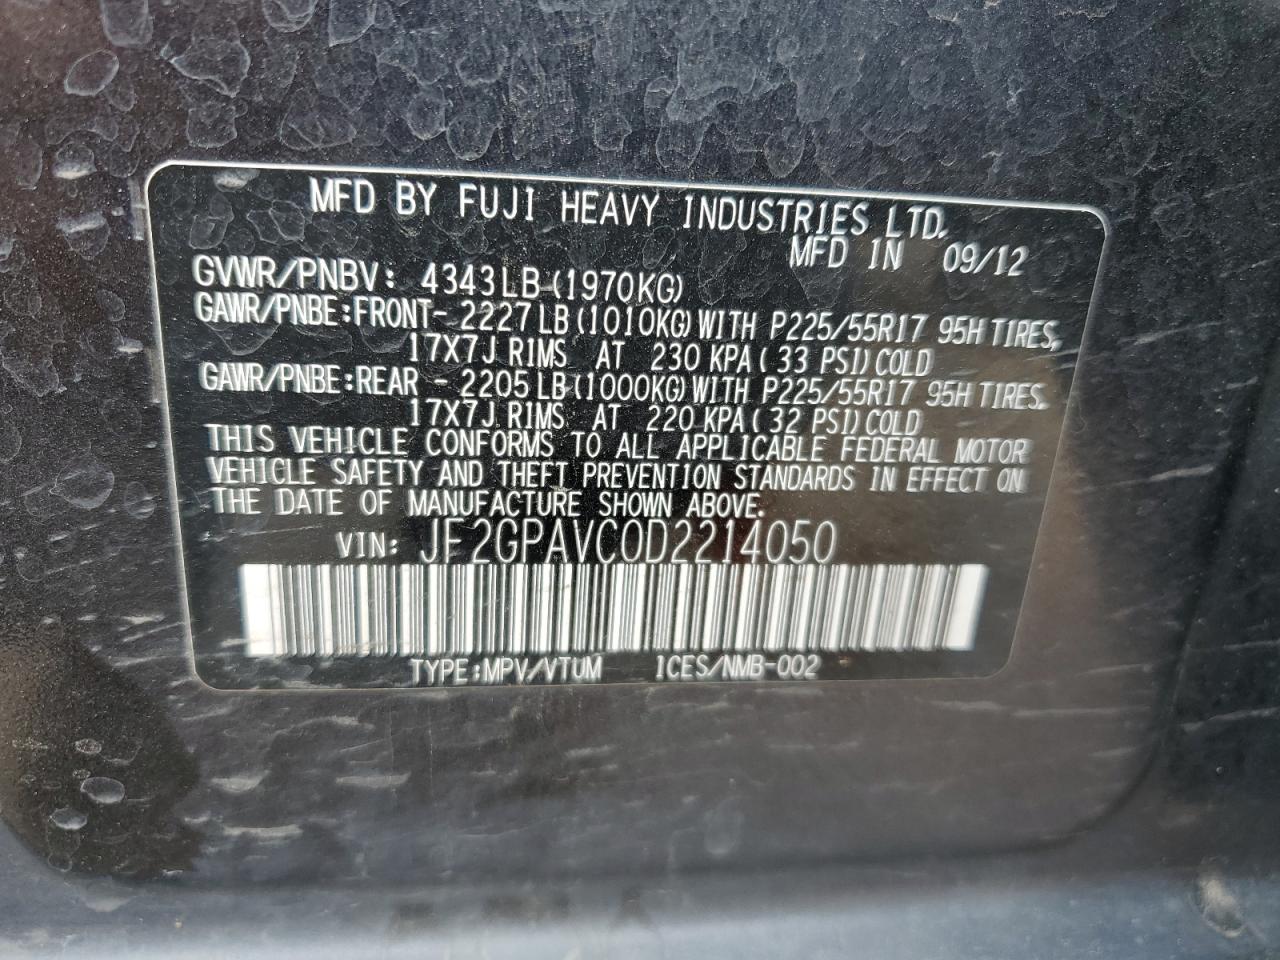 MFD BY FUJI HEAVY INDUSTRIES LTD.
MFD IN 09/12
GVWR/PNBV: 4343LB (1970KG)
GAWR/PNBE:FRONT- 2227LB(1010KG)WITH P225/55R17 95H TIRES,
17X7J RIMS AT 230 KPA(33 PSI)COLD
GAWR/PNBE:REAR - 2205LB(1000KG)WITH P225/55R17 95H TIRES,
17X7J RIMS AT 220 KPA(32 PSI)COLD
THIS VEHICLE CONFORMS TO ALL APPLICABLE FEDERAL MOTOR
VEHICLE SAFETY AND THEFT PREVENTION STANDARDS IN EFFECT ON
THE DATE OF MANUFACTURE SHOWN ABOVE.
VIN: JF2GPAVC0D2214050
TYPE:MPV/VTUM ICES/NMB-002